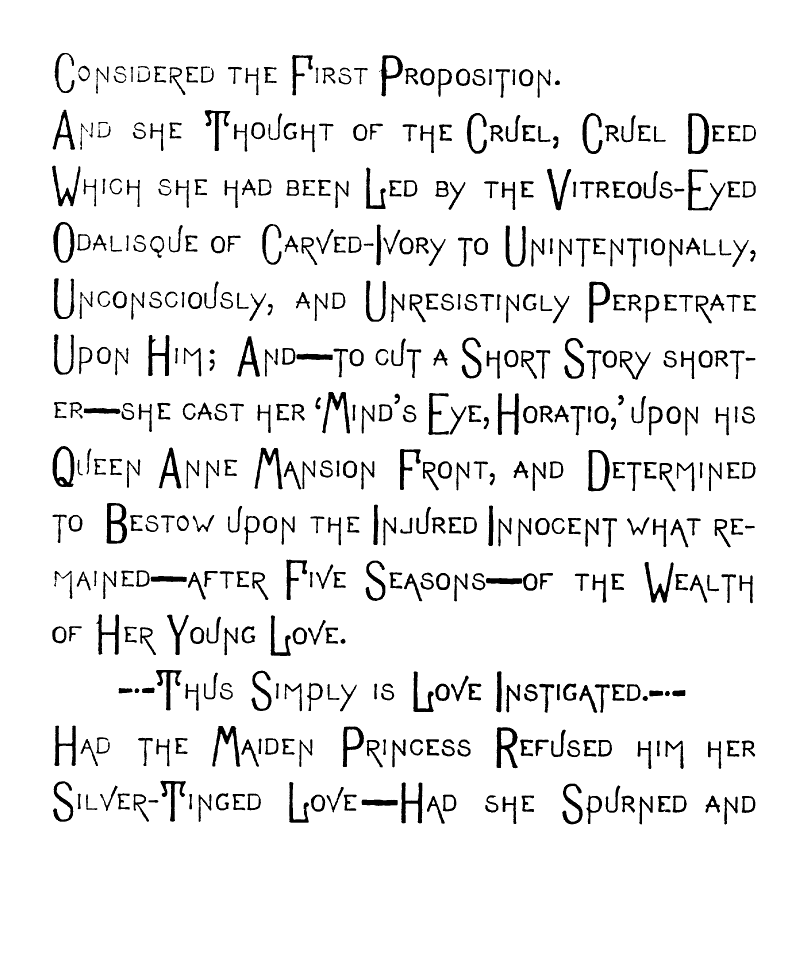 Considered the First Proposition.
And she Thought of the Cruel, Cruel Deed
Which she had been Led by the Vitreous-Eyed
Odalisque of Carved-Ivory to Unintentionally,
Unconsciously, and Unresistingly Perpetrate
Upon Him; And—to cut a Short Story short-
er—she cast her ‘Mind’s Eye, Horatio,’ upon his
Queen Anne Mansion Front, and Determined
to Bestow upon the Injured Innocent what re-
mained—after Five Seasons—of the Wealth
of Her Young Love.
-·-Thus Simply is Love Instigated.-·-
Had the Maiden Princess Refused him her
Silver-Tinged Love—Had she Spurned and